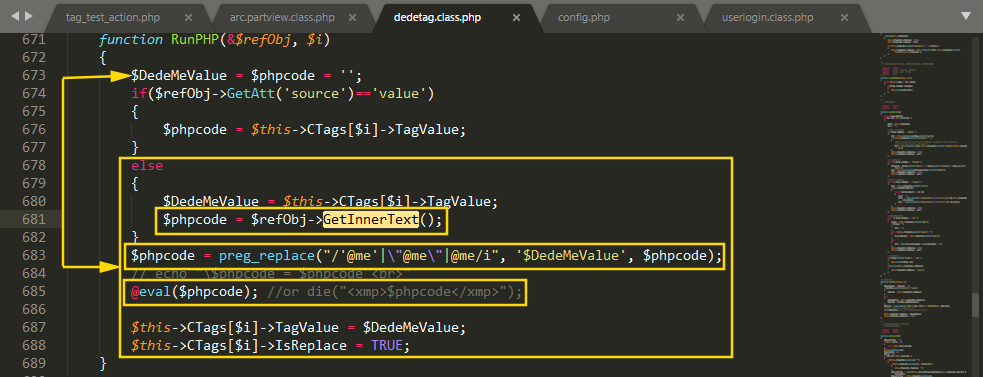 tag_test_action.php × arc.partview.class.php × dedetag.class.php × config.php × userlogin.class.php ×
671 function RunPHP(&$refObj, $i)
672 {
673 $DedeMeValue = $phpcode = '';
674 if($refObj->GetAtt('source')=='value')
675 {
676 $phpcode = $this->CTags[$i]->TagValue;
677 }
678 else
679 {
680 $DedeMeValue = $this->CTags[$i]->TagValue;
681 $phpcode = $refObj->GetInnerText();
682 }
683 $phpcode = preg_replace("/'@me'|\"@me\"|@me/i", '$DedeMeValue', $phpcode);
684 // echo "\$phpcode = $phpcode <br>"
685 @eval($phpcode); //or die("<xmp>$phpcode</xmp>");
686
687 $this->CTags[$i]->TagValue = $DedeMeValue;
688 $this->CTags[$i]->IsReplace = TRUE;
689 }